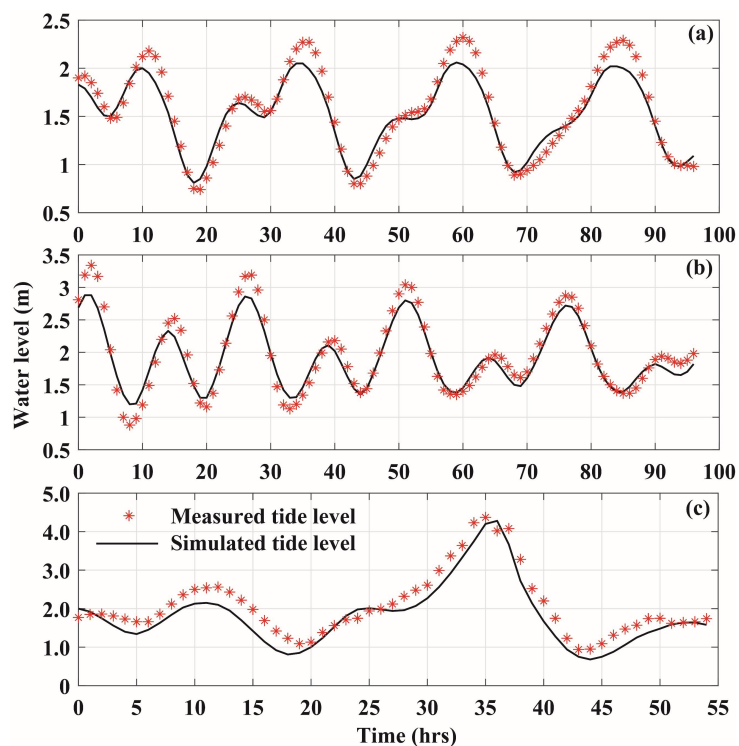 2.5
(a)
2
1.5
1
0.5
0 10 20 30 40 50 60 70 80 90 100
3.5
(b)
3
2.5
2
1.5
1
0.5
Water level (m)
0 10 20 30 40 50 60 70 80 90 100
5.0
(c)
Measured tide level
4.0
Simulated tide level
3.0
2.0
1.0
0
0 5 10 15 20 25 30 35 40 45 50 55
Time (hrs)